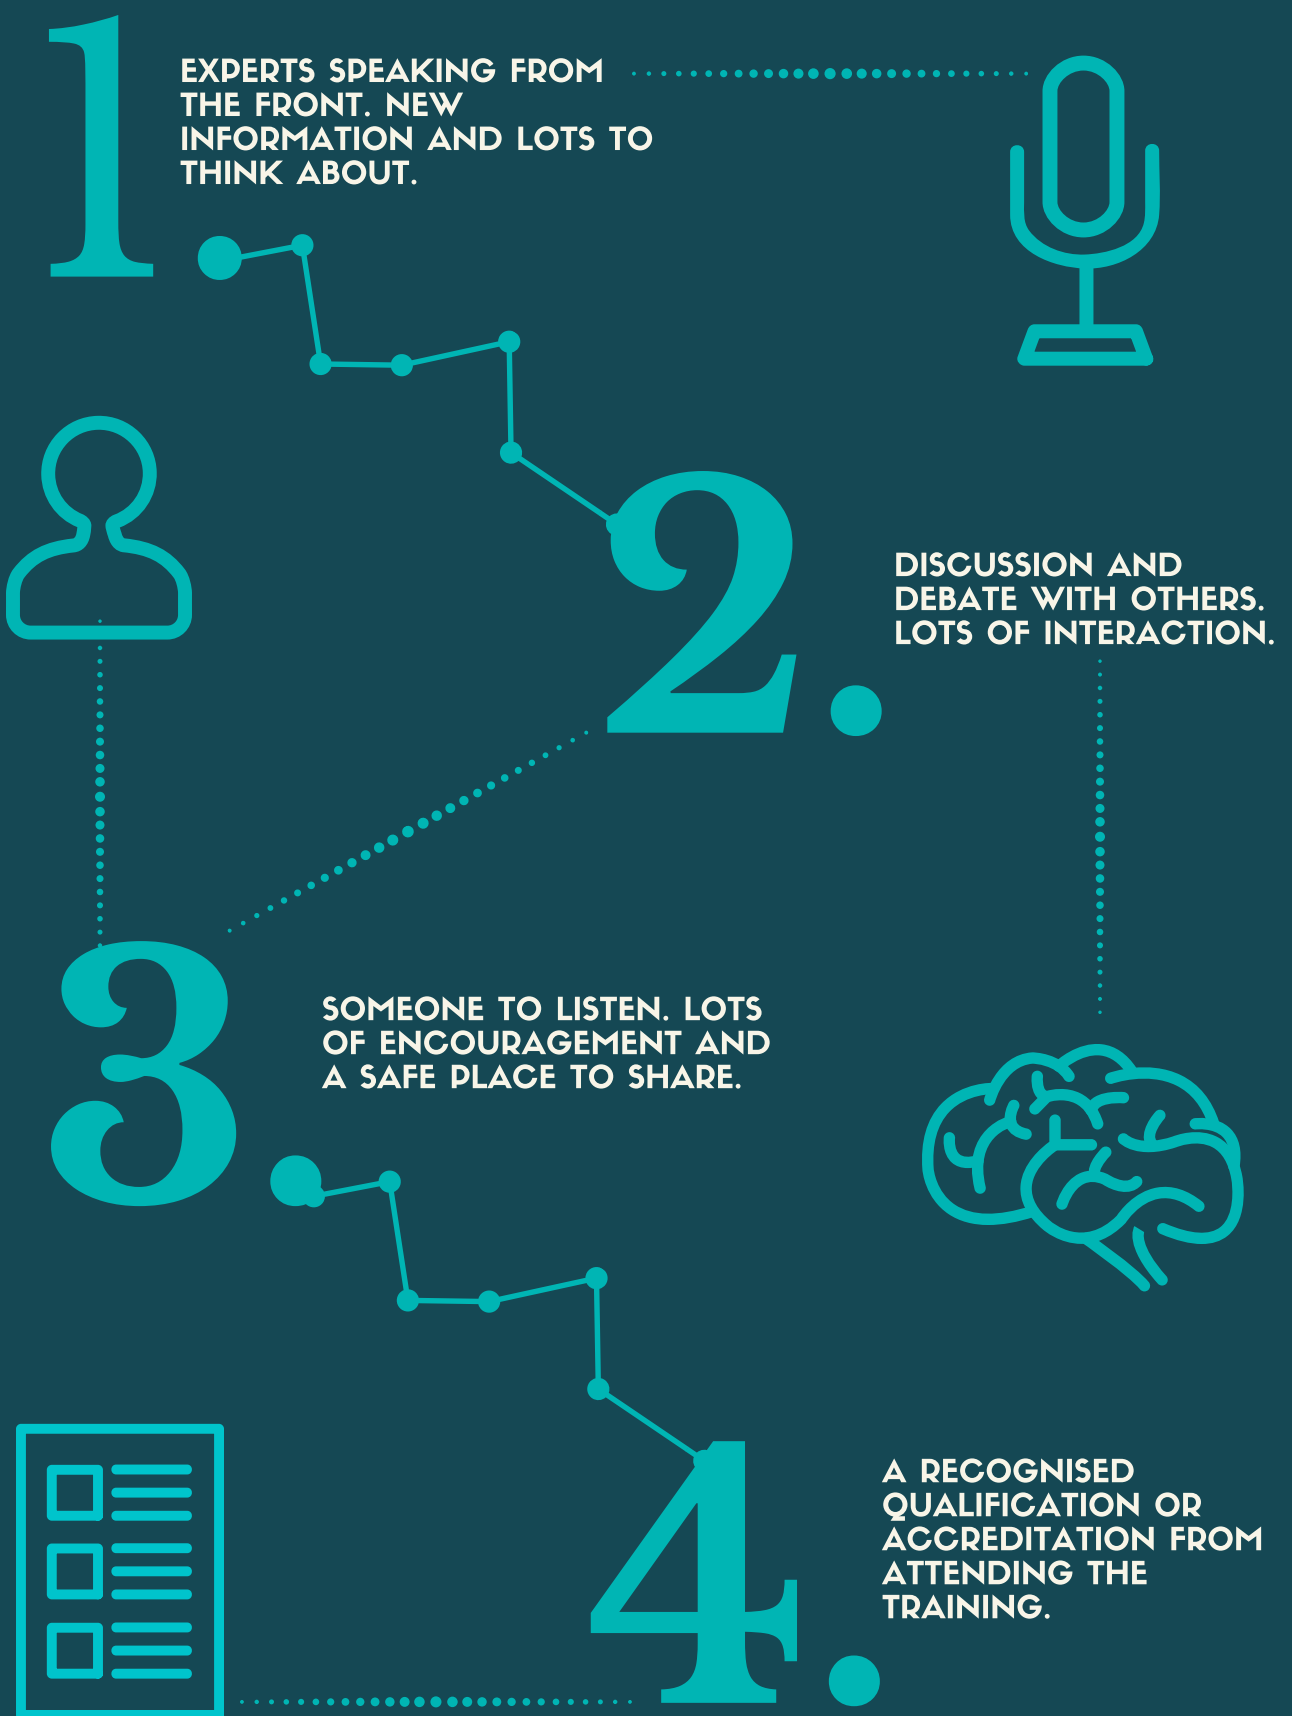 1
EXPERTS SPEAKING FROM
THE FRONT. NEW
INFORMATION AND LOTS TO
THINK ABOUT.
2.
DISCUSSION AND
DEBATE WITH OTHERS.
LOTS OF INTERACTION.
3
SOMEONE TO LISTEN. LOTS
OF ENCOURAGEMENT AND
A SAFE PLACE TO SHARE.
4.
A RECOGNISED
QUALIFICATION OR
ACCREDITATION FROM
ATTENDING THE
TRAINING.